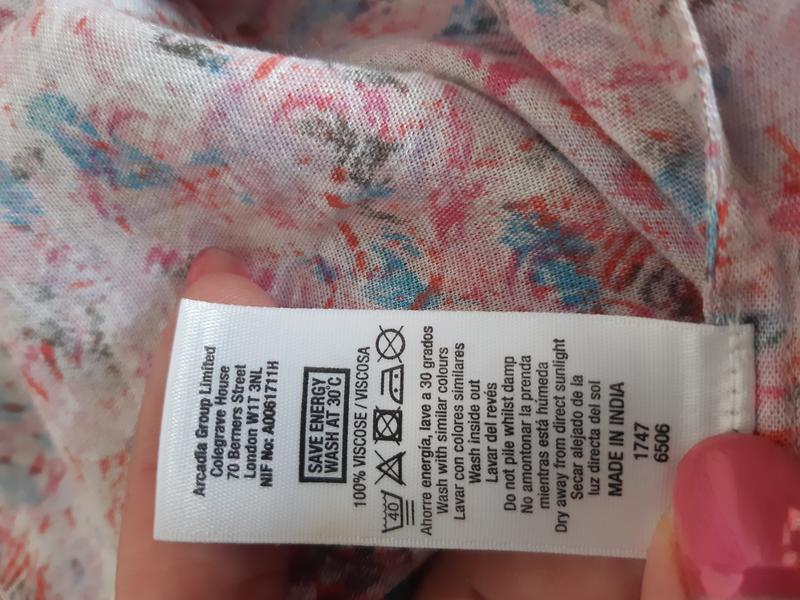 Arcadia Group Limited
Colegrave House
70 Berners Street
London W1T 3NL
NIF No: A0061711H
SAVE ENERGY
WASH AT 30°C
100% VISCOSE / VISCOSA
40
Ahorre energía, lave a 30 grados
Wash with similar colours
Lavar con colores similares
Wash inside out
Lavar del revés
Do not pile whilst damp
No amontonar la prenda
mientras está húmeda
Dry away from direct sunlight
Secar alejado de la
luz directa del sol
MADE IN INDIA
1747
6506